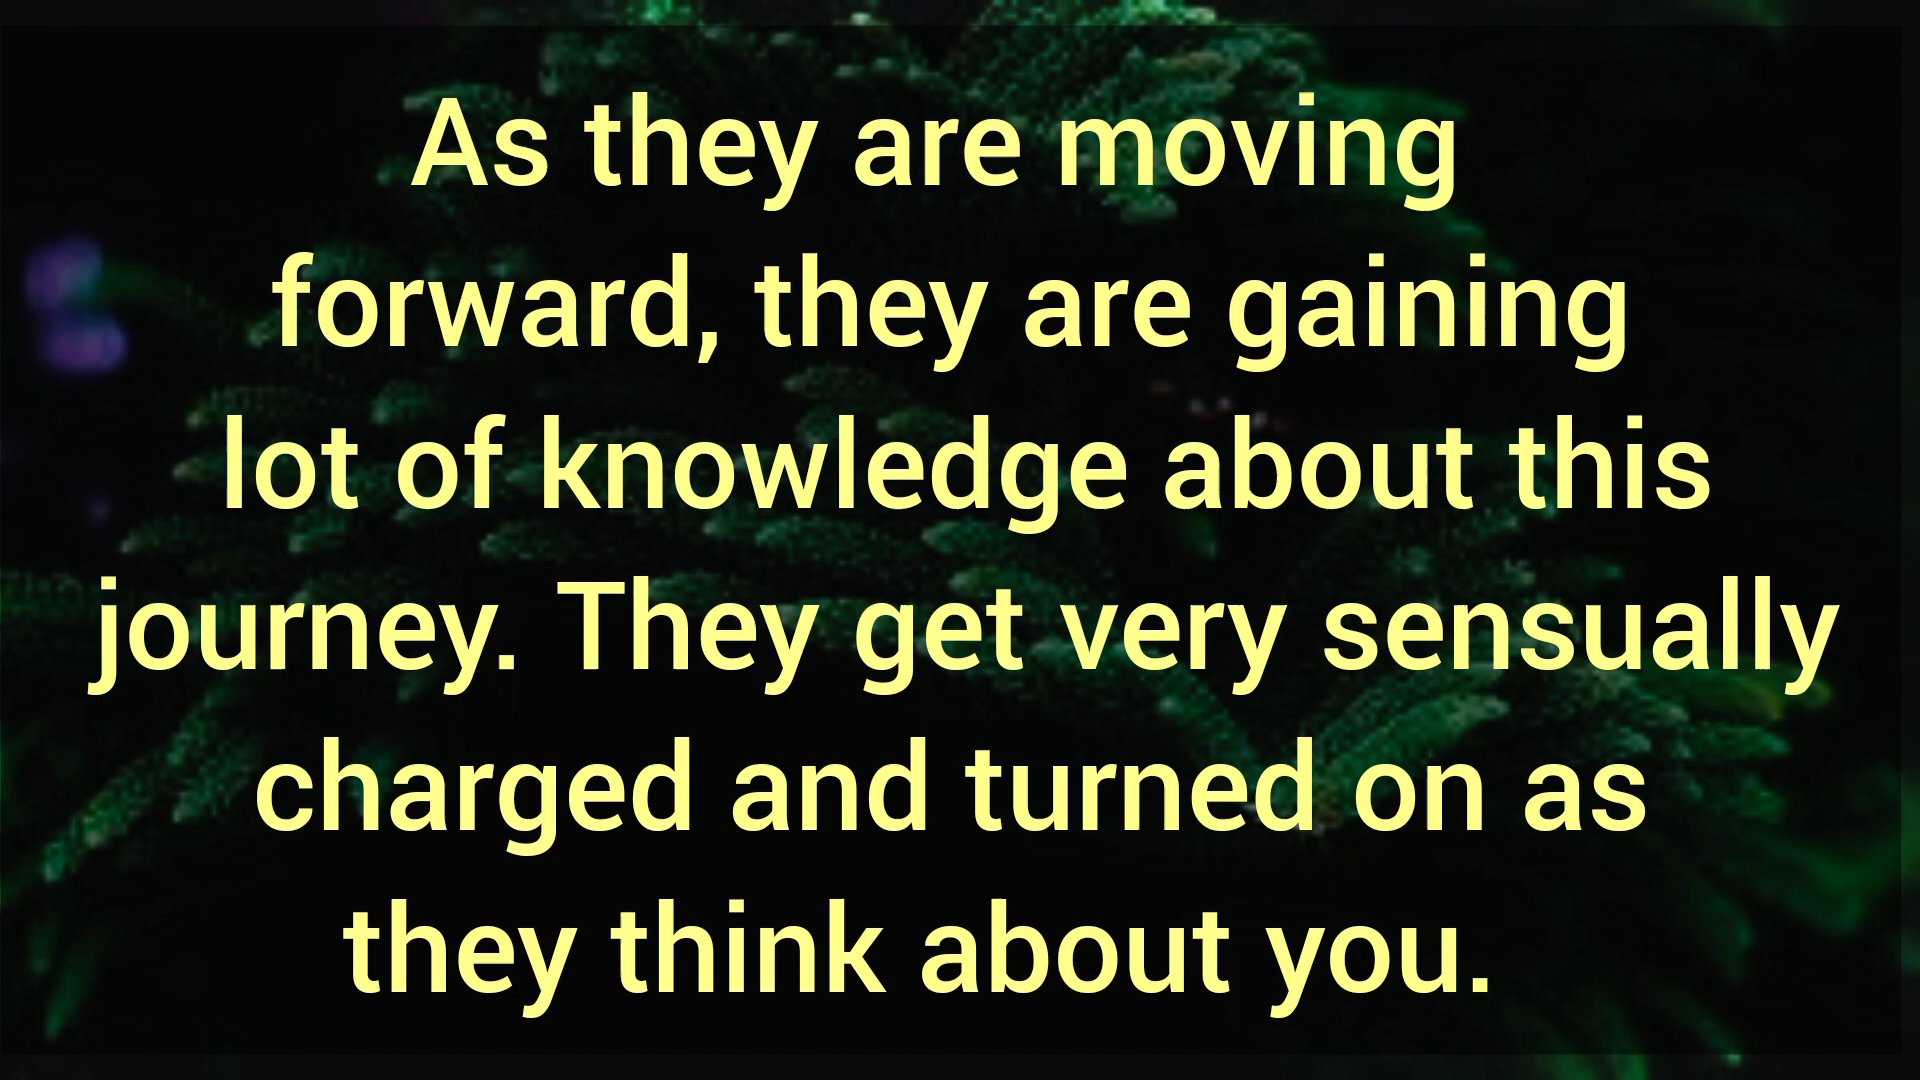 As they are moving
forward, they are gaining
lot of knowledge about this
journey. They get very sensually
charged and turned on as
they think about you.